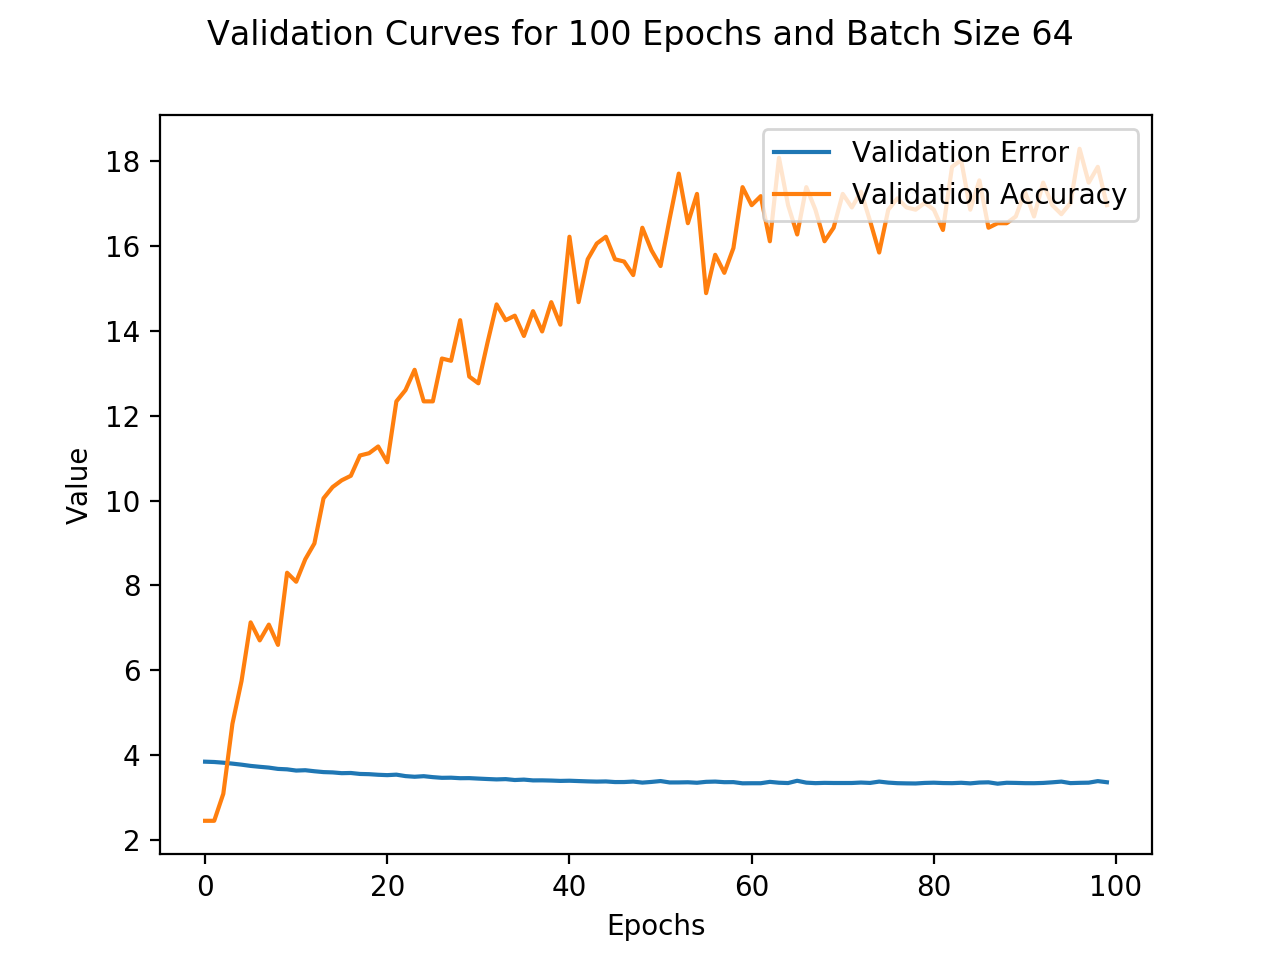 Validation Curves for 100 Epochs and Batch Size 64
Validation Error
Validation Accuracy
18
16
14
12
10
8
6
4
2
Value
0 20 40 60 80 100
Epochs